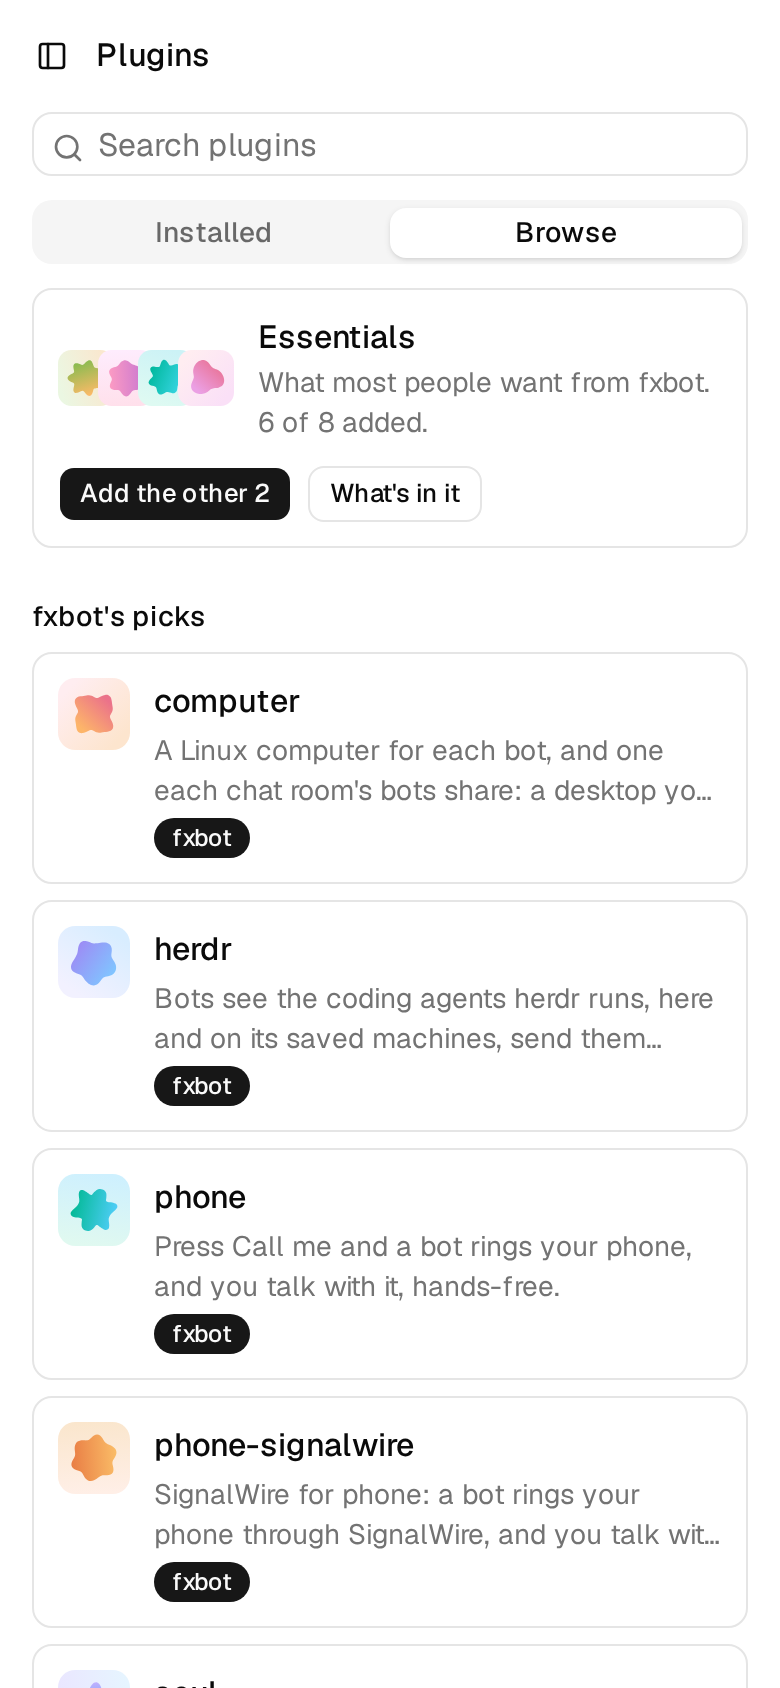 Plugins
Search plugins
Installed
Browse
Essentials
What most people want from fxbot.
6 of 8 added.
Add the other 2
What's in it
fxbot's picks
computer
A Linux computer for each bot, and one
each chat room's bots share: a desktop yo…
fxbot
herdr
Bots see the coding agents herdr runs, here
and on its saved machines, send them…
fxbot
phone
Press Call me and a bot rings your phone,
and you talk with it, hands-free.
fxbot
phone-signalwire
SignalWire for phone: a bot rings your
phone through SignalWire, and you talk wit…
fxbot